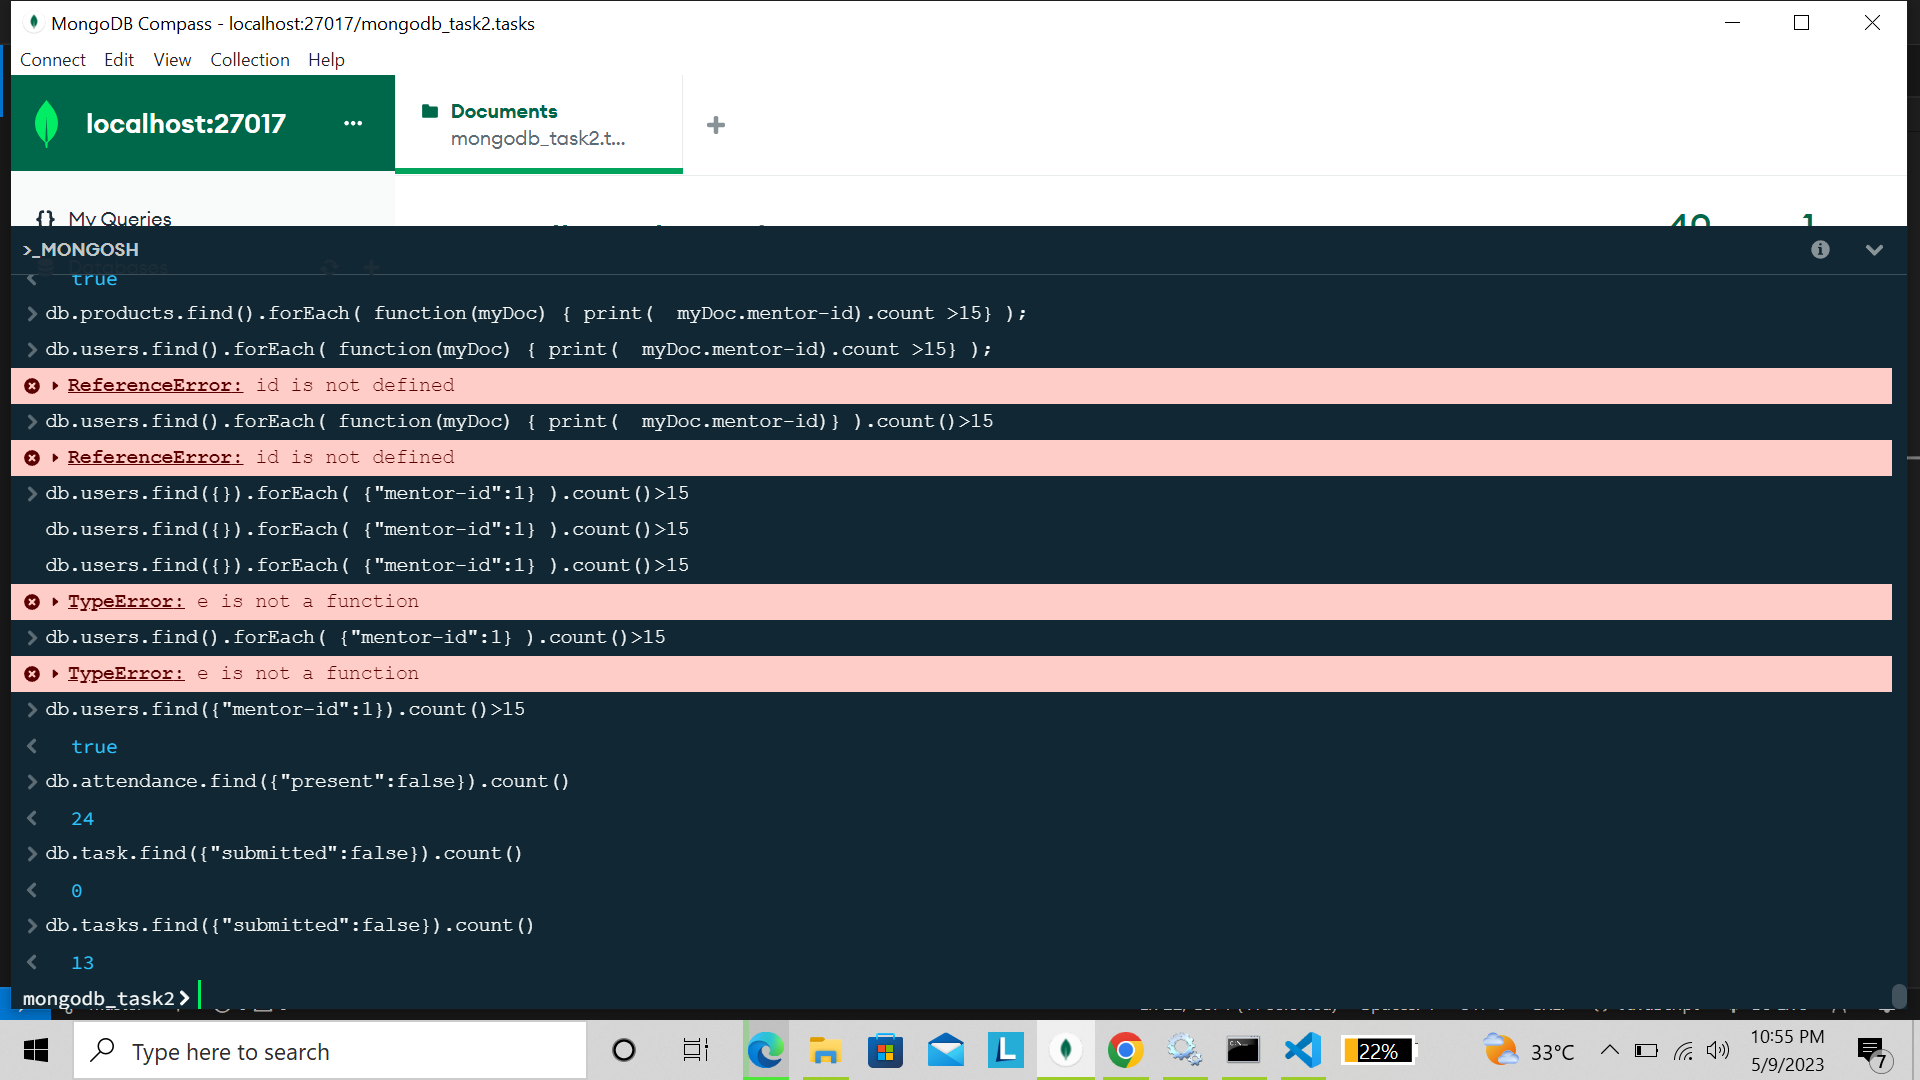 MongoDB Compass - localhost:27017/mongodb_task2.tasks
Connect Edit View Collection Help
localhost:27017 ...
Documents
mongodb_task2.t...
{} My Queries
40 1
>_MONGOSH
Databases
true
db.products.find().forEach( function(myDoc) { print(  myDoc.mentor-id).count >15} );
db.users.find().forEach( function(myDoc) { print(  myDoc.mentor-id).count >15} );
ReferenceError: id is not defined
db.users.find().forEach( function(myDoc) { print(  myDoc.mentor-id)} ).count()>15
ReferenceError: id is not defined
db.users.find({}).forEach( {"mentor-id":1} ).count()>15
db.users.find({}).forEach( {"mentor-id":1} ).count()>15
db.users.find({}).forEach( {"mentor-id":1} ).count()>15
TypeError: e is not a function
db.users.find().forEach( {"mentor-id":1} ).count()>15
TypeError: e is not a function
db.users.find({"mentor-id":1}).count()>15
true
db.attendance.find({"present":false}).count()
24
db.task.find({"submitted":false}).count()
0
db.tasks.find({"submitted":false}).count()
13
mongodb_task2>
Type here to search
L
22%
33°C
10:55 PM
5/9/2023
7